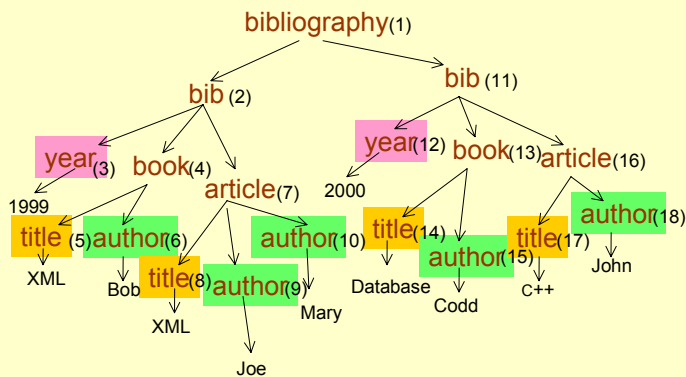 bibliography (1)
bib (2)
bib (11)
year (3)
book (4)
article (7)
year (12)
book (13)
article (16)
1999
2000
title (5)
author (6)
title (8)
author (9)
author (10)
title (14)
author (15)
title (17)
author (18)
XML
Bob
XML
Joe
Mary
Database
Codd
C++
John